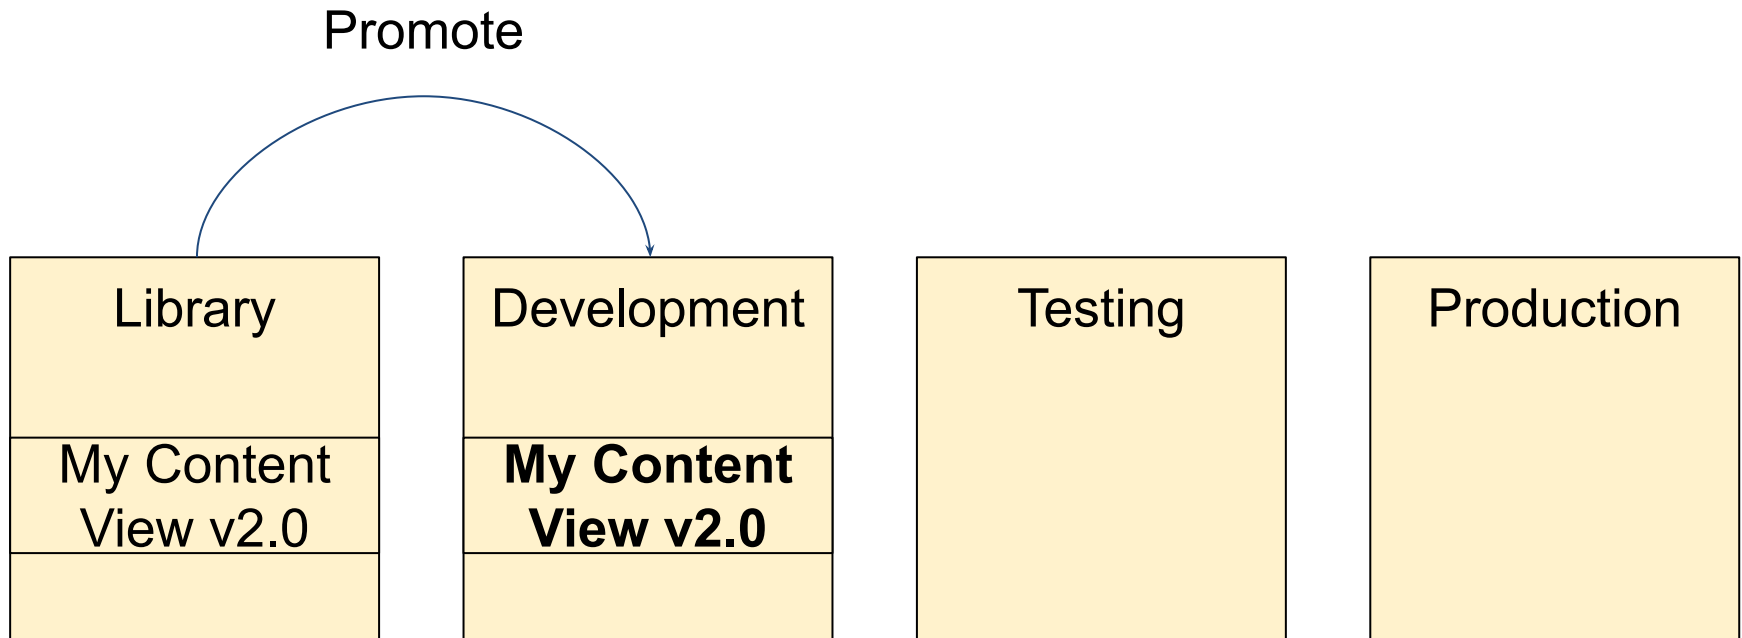 Promote
Library
Development
Testing
Production
My Content
View v2.0
My Content
View v2.0